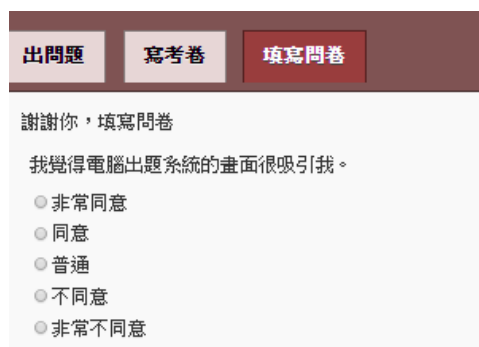 出問題 寫考卷 填寫問卷
謝謝你，填寫問卷
我覺得電腦出題系統的畫面很吸引我。
非常同意
同意
普通
不同意
非常不同意